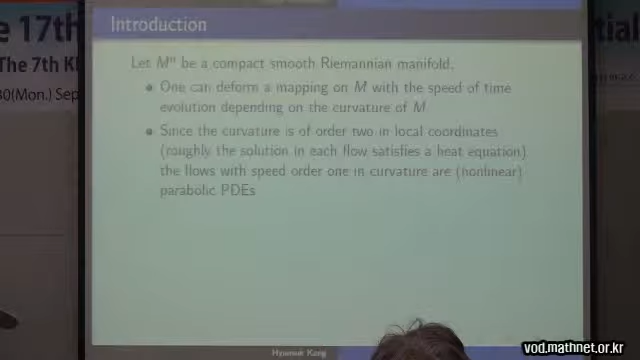 Introduction
Let Mⁿ be a compact smooth Riemannian manifold.
• One can deform a mapping on M with the speed of time
evolution depending on the curvature of M
• Since the curvature is of order two in local coordinates
(roughly the solution in each flow satisfies a heat equation)
the flows with speed order one in curvature are (nonlinear)
parabolic PDEs
e 17th
The 7th K
30(Mon.) Sep
tial
Kang
vod.mathnet.or.kr